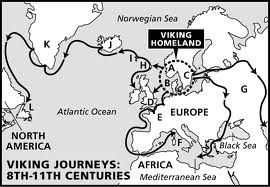 Norwegian Sea
VIKING
HOMELAND
K
J
I
H
A
B
C
G
D
E
F
L
Atlantic Ocean
EUROPE
NORTH
AMERICA
Black Sea
VIKING JOURNEYS:
8TH-11TH CENTURIES
AFRICA
Mediterranean Sea